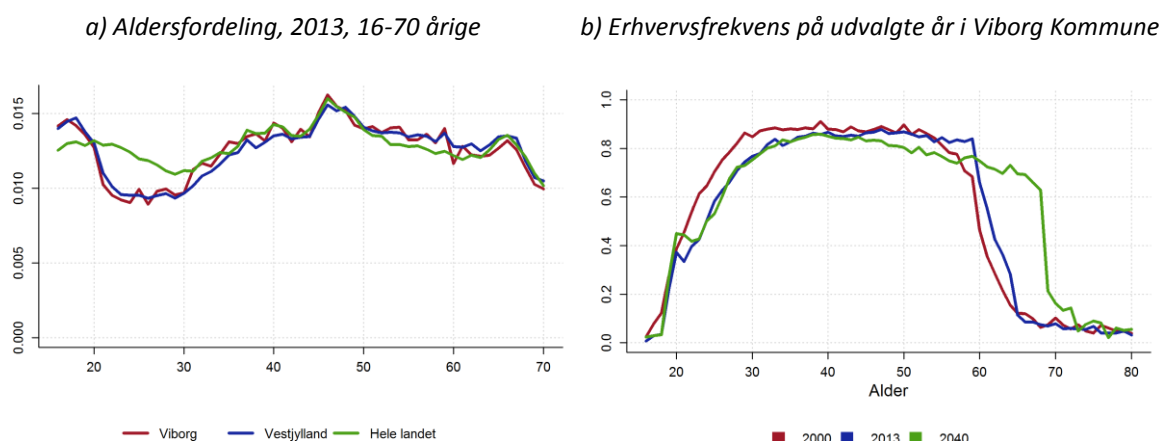 a) Aldersfordeling, 2013, 16-70 årige
0.015
0.010
0.005
0.000
20 30 40 50 60 70
Viborg Vestjylland Hele landet
b) Erhvervsfrekvens på udvalgte år i Viborg Kommune
1.0
0.8
0.6
0.4
0.2
0.0
20 30 40 50 60 70 80
Alder
2000 2013 2040